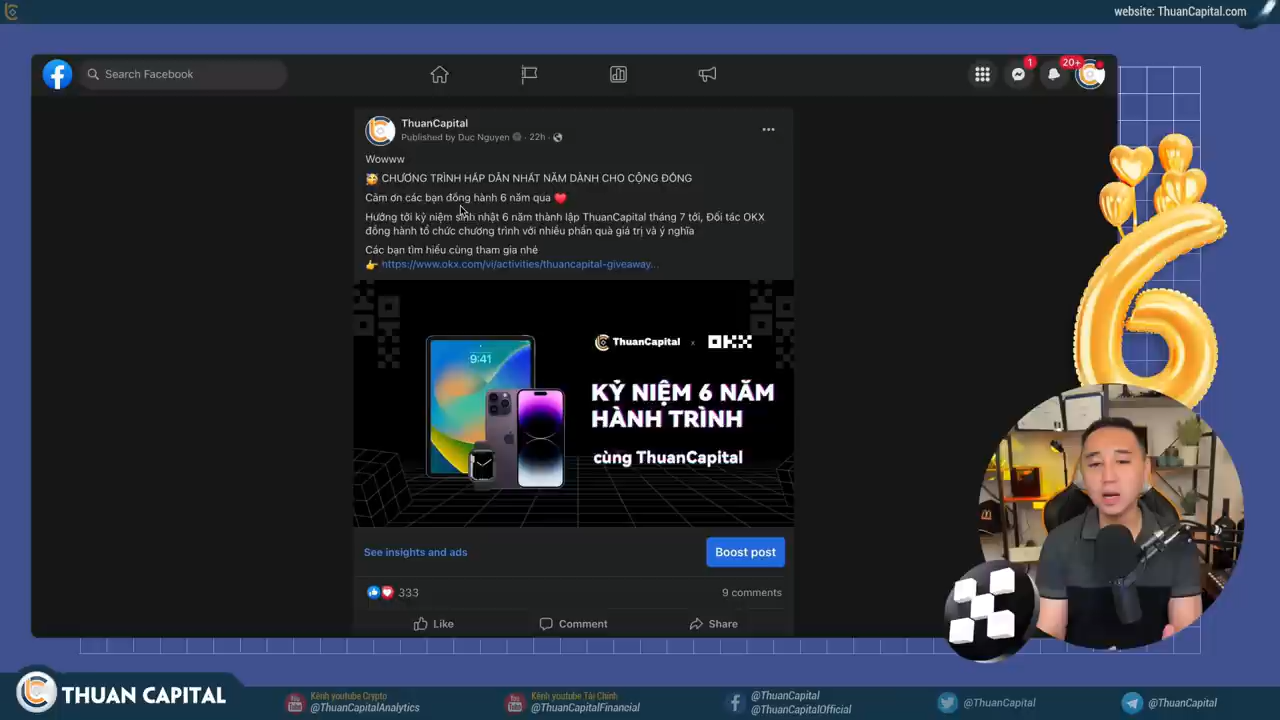 website: ThuanCapital.com
Search Facebook
1
20+
ThuanCapital
Published by Duc Nguyen · 22h ·
Wowww
CHƯƠNG TRÌNH HẤP DẪN NHẤT NĂM DÀNH CHO CỘNG ĐỒNG
Cảm ơn các bạn đồng hành 6 năm qua
Hướng tới kỷ niệm sinh nhật 6 năm thành lập ThuanCapital tháng 7 tới, Đối tác OKX
đồng hành tổ chức chương trình với nhiều phần quà giá trị và ý nghĩa
Các bạn tìm hiểu cùng tham gia nhé
https://www.okx.com/vi/activities/thuancapital-giveaway...
ThuanCapital x OKX
9:41
KỶ NIỆM 6 NĂM
HÀNH TRÌNH
cùng ThuanCapital
See insights and ads
Boost post
333
9 comments
Like
Comment
Share
6
THUAN CAPITAL
Kênh youtube Crypto
@ThuanCapitalAnalytics
Kênh youtube Tài Chính
@ThuanCapitalFinancial
@ThuanCapital
@ThuanCapitalOfficial
@ThuanCapital
@ThuanCapital